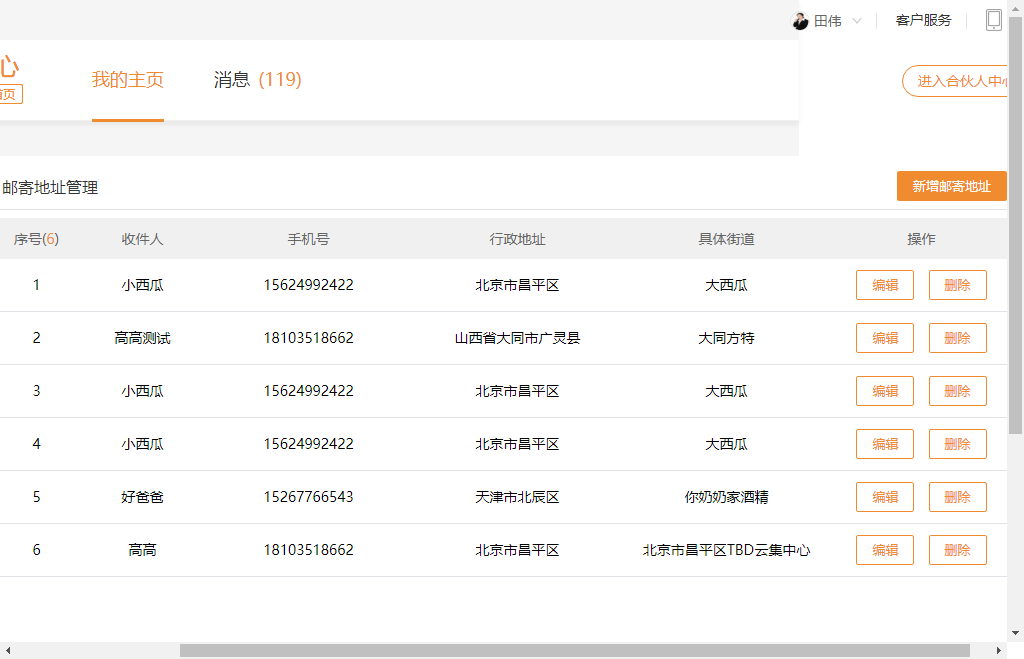 田伟 客户服务
心
首页
我的主页 消息 (119)
进入合伙人中心
邮寄地址管理 新增邮寄地址
序号(6) 收件人 手机号 行政地址 具体街道 操作
1 小西瓜 15624992422 北京市昌平区 大西瓜 编辑 删除
2 高高测试 18103518662 山西省大同市广灵县 大同方特 编辑 删除
3 小西瓜 15624992422 北京市昌平区 大西瓜 编辑 删除
4 小西瓜 15624992422 北京市昌平区 大西瓜 编辑 删除
5 好爸爸 15267766543 天津市北辰区 你奶奶家酒精 编辑 删除
6 高高 18103518662 北京市昌平区 北京市昌平区TBD云集中心 编辑 删除